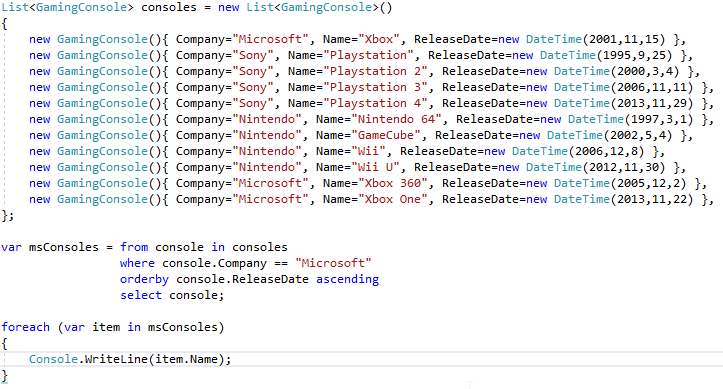 List<GamingConsole> consoles = new List<GamingConsole>()
{
    new GamingConsole(){ Company="Microsoft", Name="Xbox", ReleaseDate=new DateTime(2001,11,15) },
    new GamingConsole(){ Company="Sony", Name="Playstation", ReleaseDate=new DateTime(1995,9,25) },
    new GamingConsole(){ Company="Sony", Name="Playstation 2", ReleaseDate=new DateTime(2000,3,4) },
    new GamingConsole(){ Company="Sony", Name="Playstation 3", ReleaseDate=new DateTime(2006,11,11) },
    new GamingConsole(){ Company="Sony", Name="Playstation 4", ReleaseDate=new DateTime(2013,11,29) },
    new GamingConsole(){ Company="Nintendo", Name="Nintendo 64", ReleaseDate=new DateTime(1997,3,1) },
    new GamingConsole(){ Company="Nintendo", Name="GameCube", ReleaseDate=new DateTime(2002,5,4) },
    new GamingConsole(){ Company="Nintendo", Name="Wii", ReleaseDate=new DateTime(2006,12,8) },
    new GamingConsole(){ Company="Nintendo", Name="Wii U", ReleaseDate=new DateTime(2012,11,30) },
    new GamingConsole(){ Company="Microsoft", Name="Xbox 360", ReleaseDate=new DateTime(2005,12,2) },
    new GamingConsole(){ Company="Microsoft", Name="Xbox One", ReleaseDate=new DateTime(2013,11,22) },
};
var msConsoles = from console in consoles
                 where console.Company == "Microsoft"
                 orderby console.ReleaseDate ascending
                 select console;
foreach (var item in msConsoles)
{
    Console.WriteLine(item.Name);
}